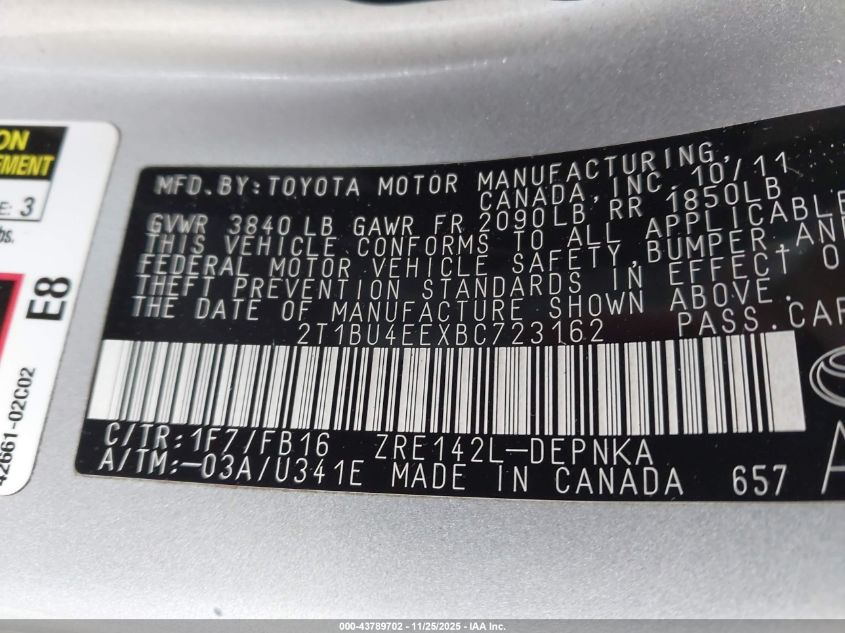 ON
EMENT
E: 3
bs.
E8
42661-02C02
MFD. BY: TOYOTA MOTOR MANUFACTURING,
CANADA, INC. 10/11
GVWR 3840 LB GAWR FR 2090LB RR 1850LB
THIS VEHICLE CONFORMS TO ALL APPLICABLE
FEDERAL MOTOR VEHICLE SAFETY, BUMPER, AND
THEFT PREVENTION STANDARDS IN EFFECT O
THE DATE OF MANUFACTURE SHOWN ABOVE.
2T1BU4EEXBC723162 PASS. CAR
C/TR: 1F7/FB16 ZRE142L-DEPNKA
A/TM: -03A/U341E MADE IN CANADA 657
A
000-43789702 - 11/25/2025 - IAA Inc.